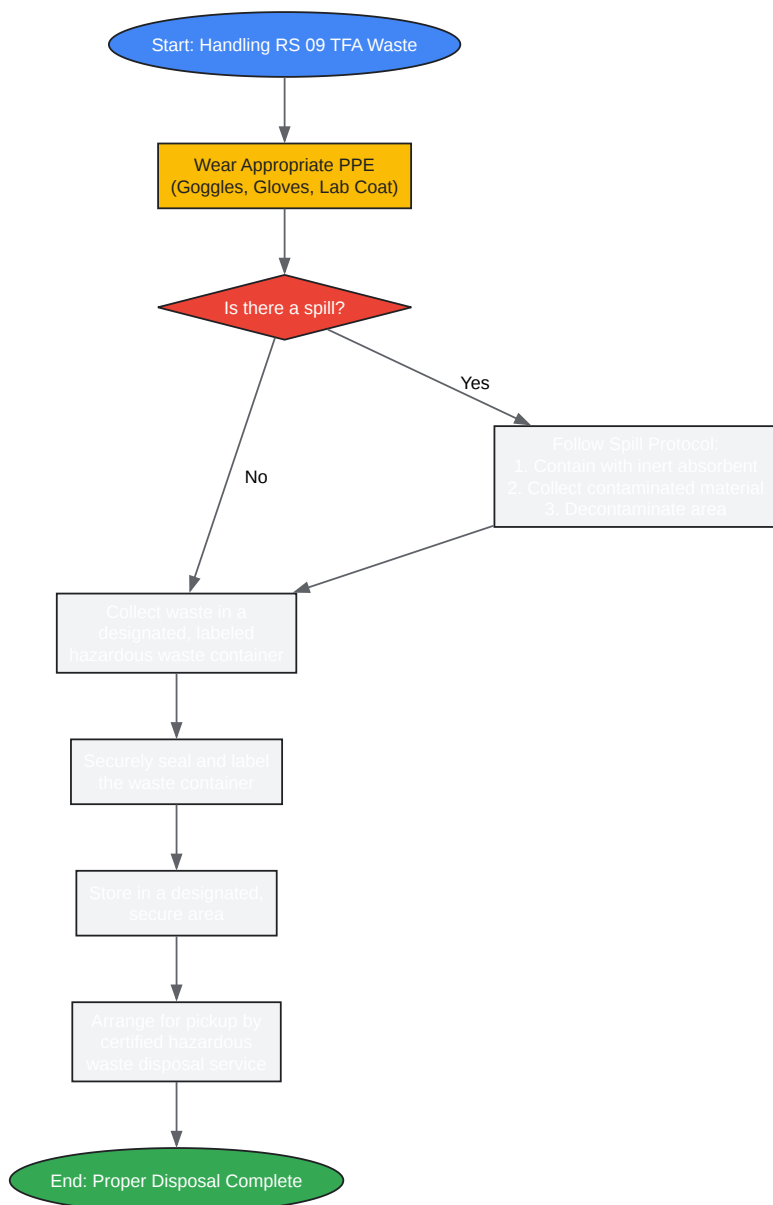 Start: Handling RS 09 TFA Waste
Wear Appropriate PPE
(Goggles, Gloves, Lab Coat)
Is there a spill?
Yes
Follow Spill Protocol:
1. Contain with inert absorbent
2. Collect contaminated material
3. Decontaminate area
No
Collect waste in a
designated, labeled
hazardous waste container
Securely seal and label
the waste container
Store in a designated,
secure area
Arrange for pickup by
certified hazardous
waste disposal service
End: Proper Disposal Complete